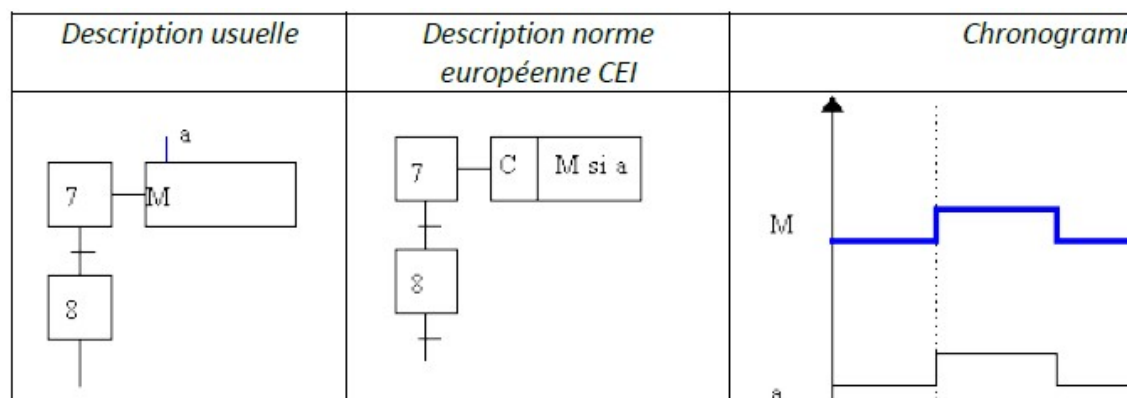 Description usuelle
Description norme
européenne CEI
Chronogramm
a
7
M
8
7
C
M si a
8
M
a